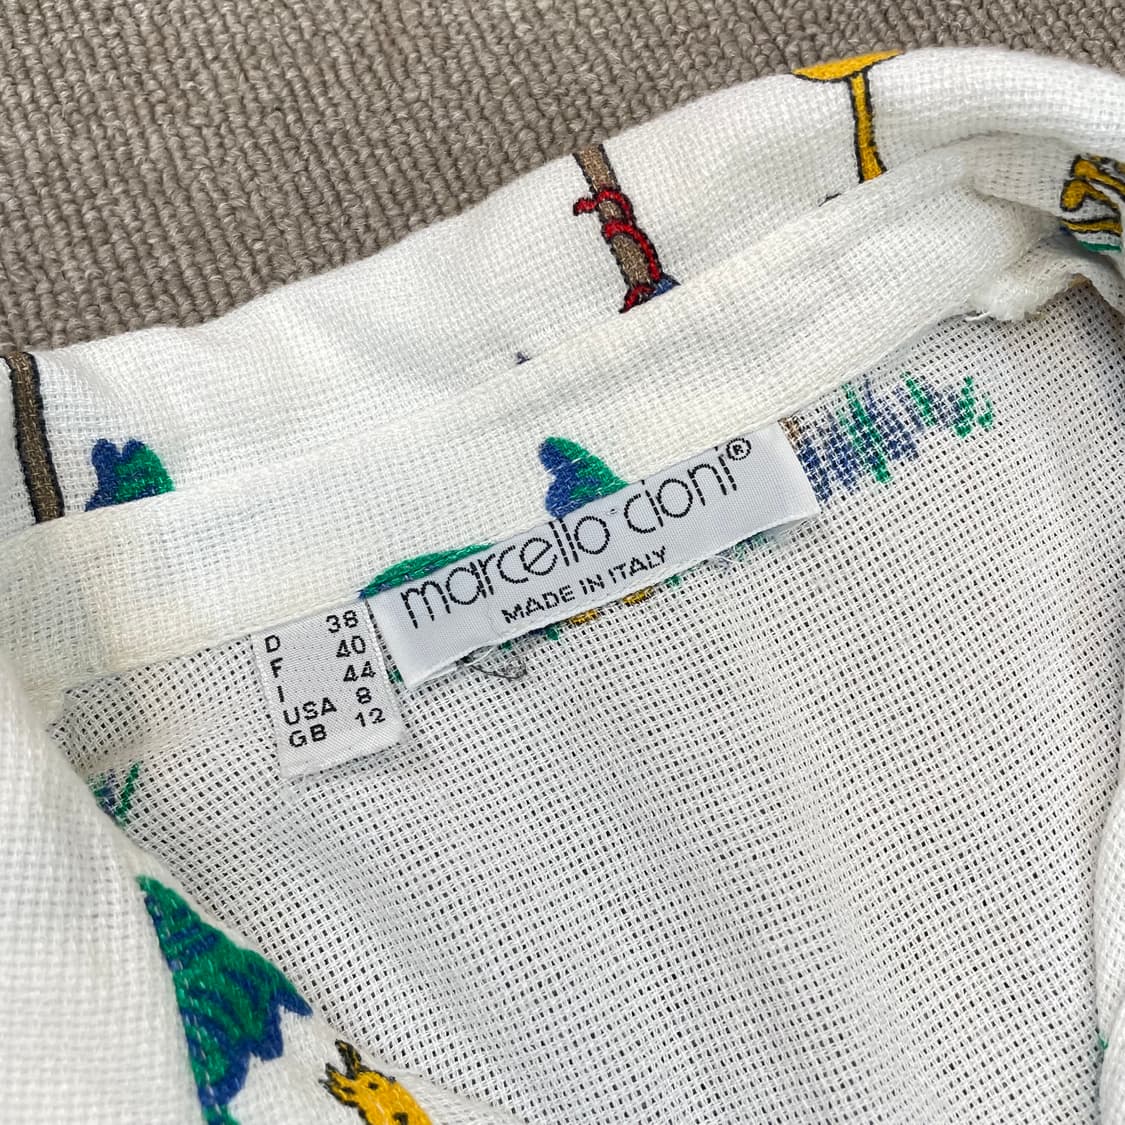 marcello cioni®
MADE IN ITALY
D 38
F 40
I 44
USA 8
GB 12